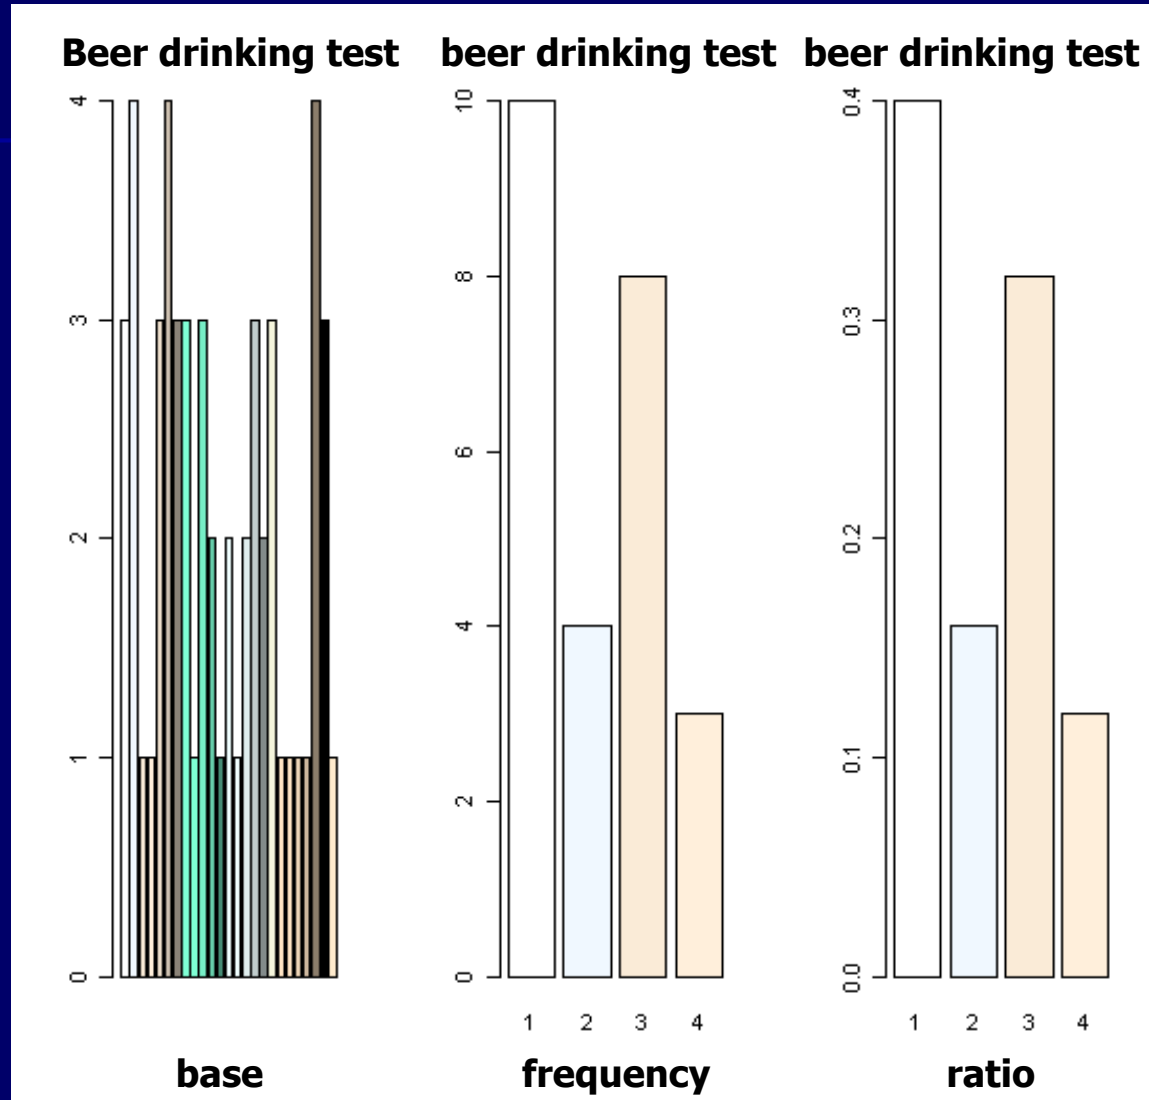 Beer drinking test
4
3
2
1
0
base
beer drinking test
10
8
6
4
2
0
1 2 3 4
frequency
beer drinking test
0.4
0.3
0.2
0.1
0.0
1 2 3 4
ratio